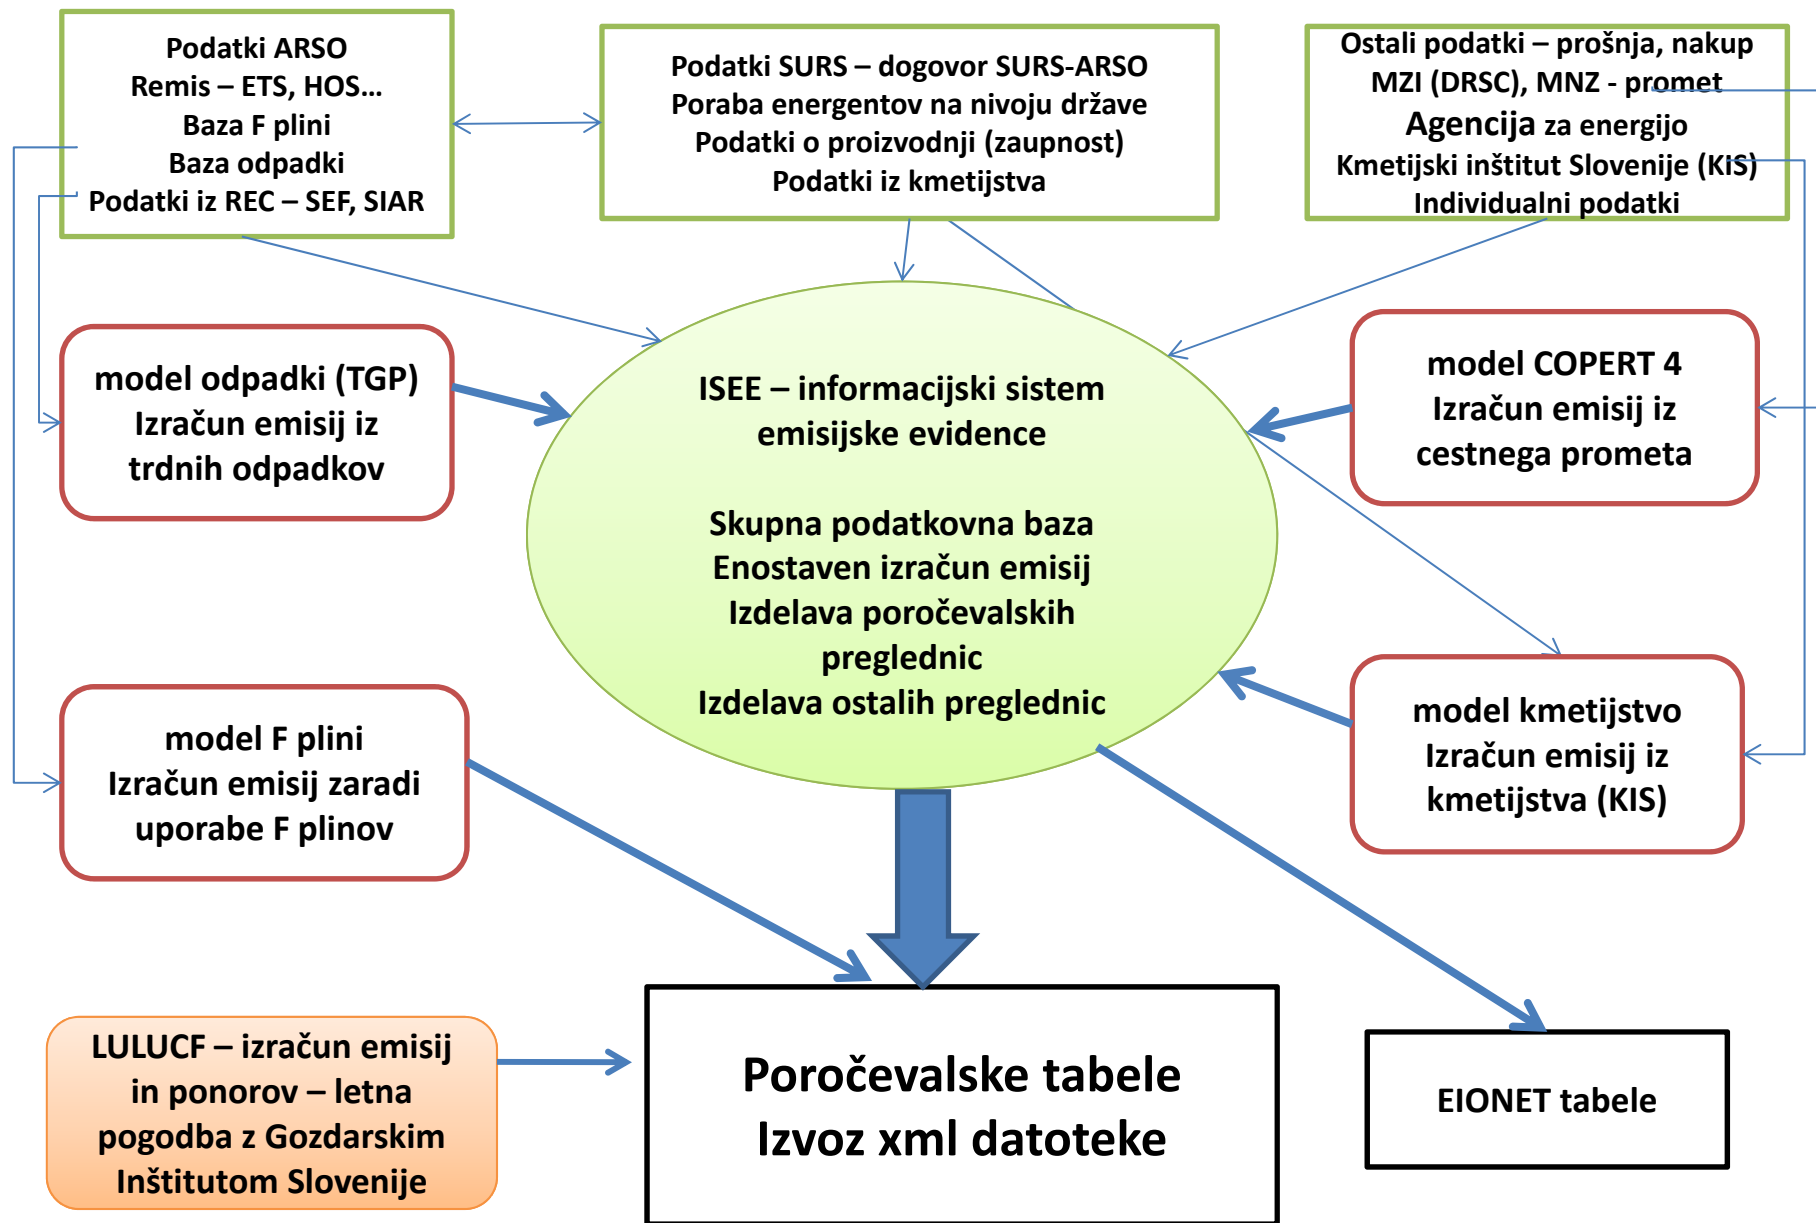 Podatki ARSO
Remis – ETS, HOS...
Baza F plini
Baza odpadki
Podatki iz REC – SEF, SIAR
Podatki SURS – dogovor SURS-ARSO
Poraba energentov na nivoju države
Podatki o proizvodnji (zaupnost)
Podatki iz kmetijstva
Ostali podatki – prošnja, nakup
MZI (DRSC), MNZ - promet
Agencija za energijo
Kmetijski inštitut Slovenije (KIS)
Individualni podatki
model odpadki (TGP)
Izračun emisij iz
trdnih odpadkov
ISEE – informacijski sistem
emisijske evidence
Skupna podatkovna baza
Enostaven izračun emisij
Izdelava poročevalskih
preglednic
Izdelava ostalih preglednic
model COPERT 4
Izračun emisij iz
cestnega prometa
model F plini
Izračun emisij zaradi
uporabe F plinov
model kmetijstvo
Izračun emisij iz
kmetijstva (KIS)
LULUCF – izračun emisij
in ponorov – letna
pogodba z Gozdarskim
Inštitutom Slovenije
Poročevalske tabele
Izvoz xml datoteke
EIONET tabele